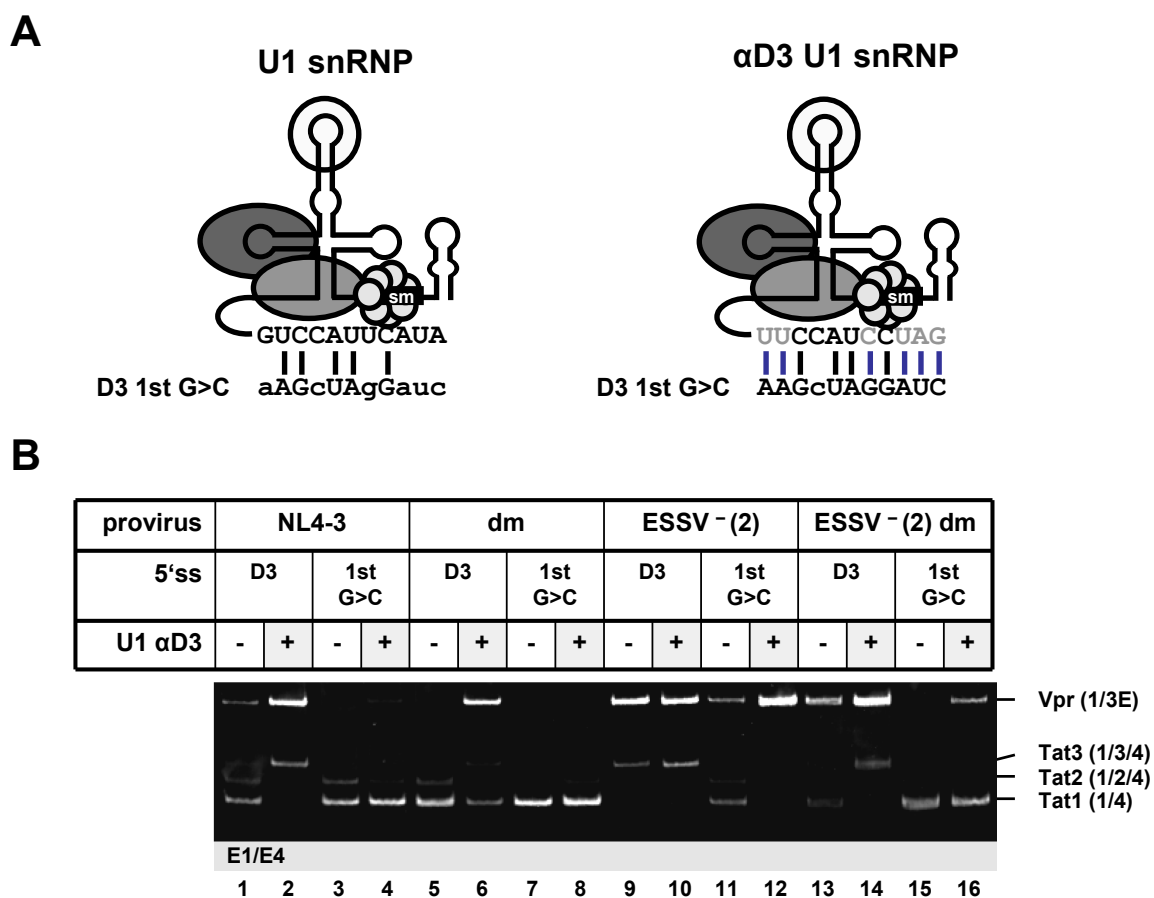 A
U1 snRNP
αD3 U1 snRNP
sm
sm
GUCCAUUCAUA
UUCCAUCCUAG
D3 1st G>C aAGcUAgGauc
D3 1st G>C AAGcUAGGAUC
B
provirus NL4-3 dm ESSV – (2) ESSV – (2) dm
5‘ss D3 1st G>C D3 1st G>C D3 1st G>C D3 1st G>C
U1 αD3 - + - + - + - + - + - + - + - +
Vpr (1/3E)
Tat3 (1/3/4)
Tat2 (1/2/4)
Tat1 (1/4)
E1/E4
1 2 3 4 5 6 7 8 9 10 11 12 13 14 15 16